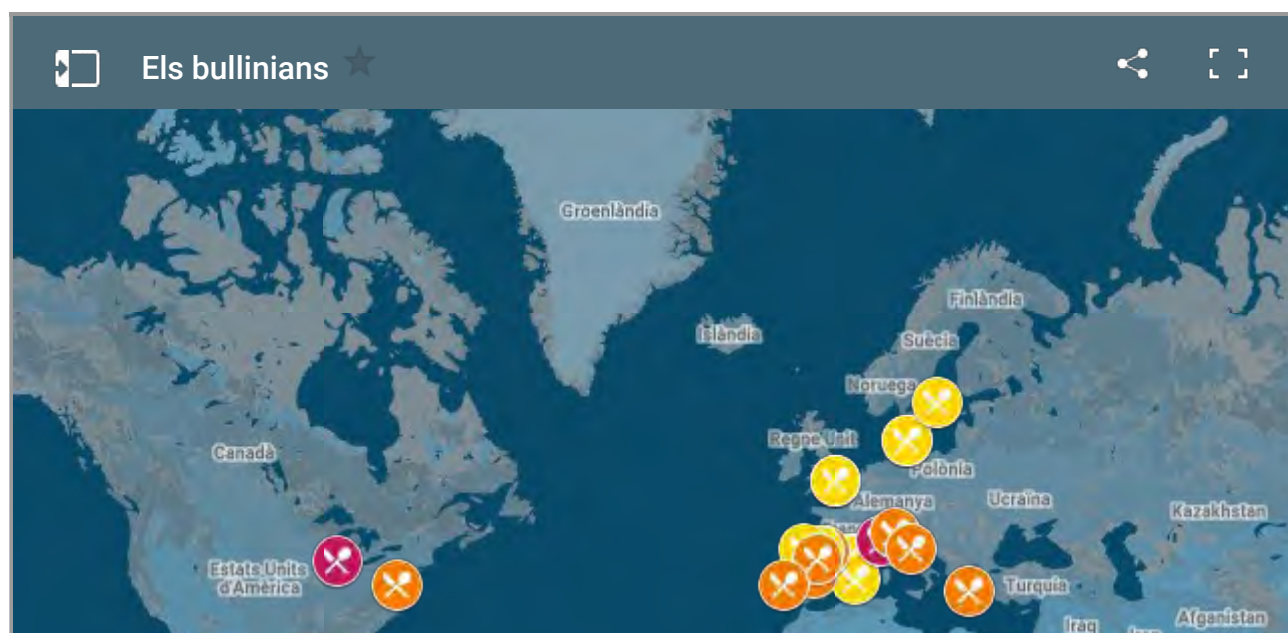 Els bullinians
Groenlàndia
Finlàndia
Islàndia
Suècia
Noruega
Regne Unit
Canadà
Polònia
Alemanya
Ucraïna
Kazakhstan
Estats Units
d'Amèrica
Turquia
Afganistan
Iraq